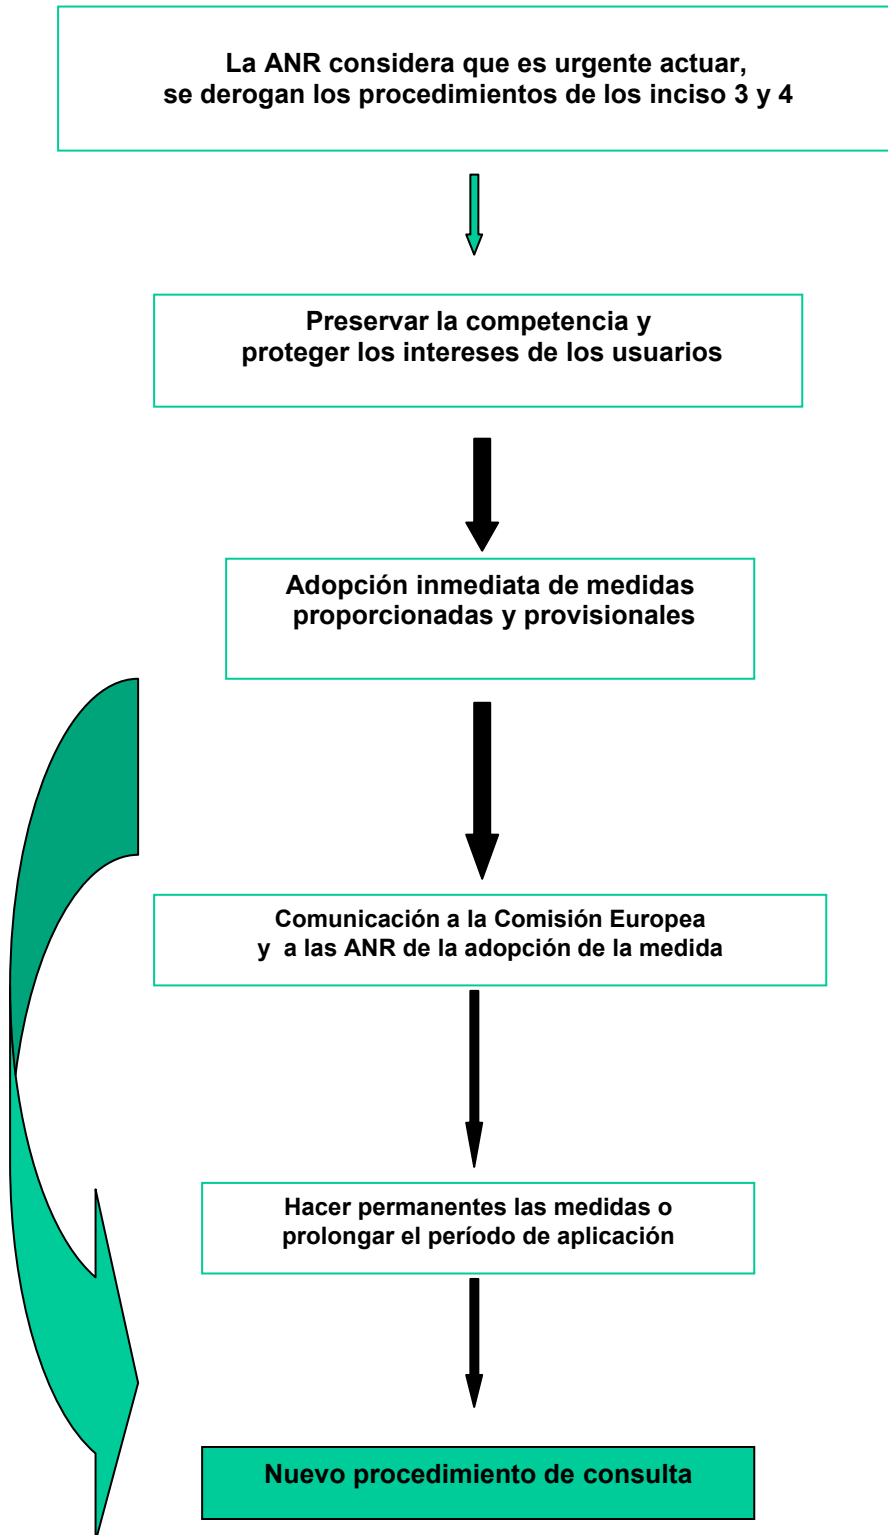 La ANR considera que es urgente actuar,
se derogan los procedimientos de los inciso 3 y 4
Preservar la competencia y
proteger los intereses de los usuarios
Adopción inmediata de medidas
proporcionadas y provisionales
Comunicación a la Comisión Europea
y a las ANR de la adopción de la medida
Hacer permanentes las medidas o
prolongar el período de aplicación
Nuevo procedimiento de consulta